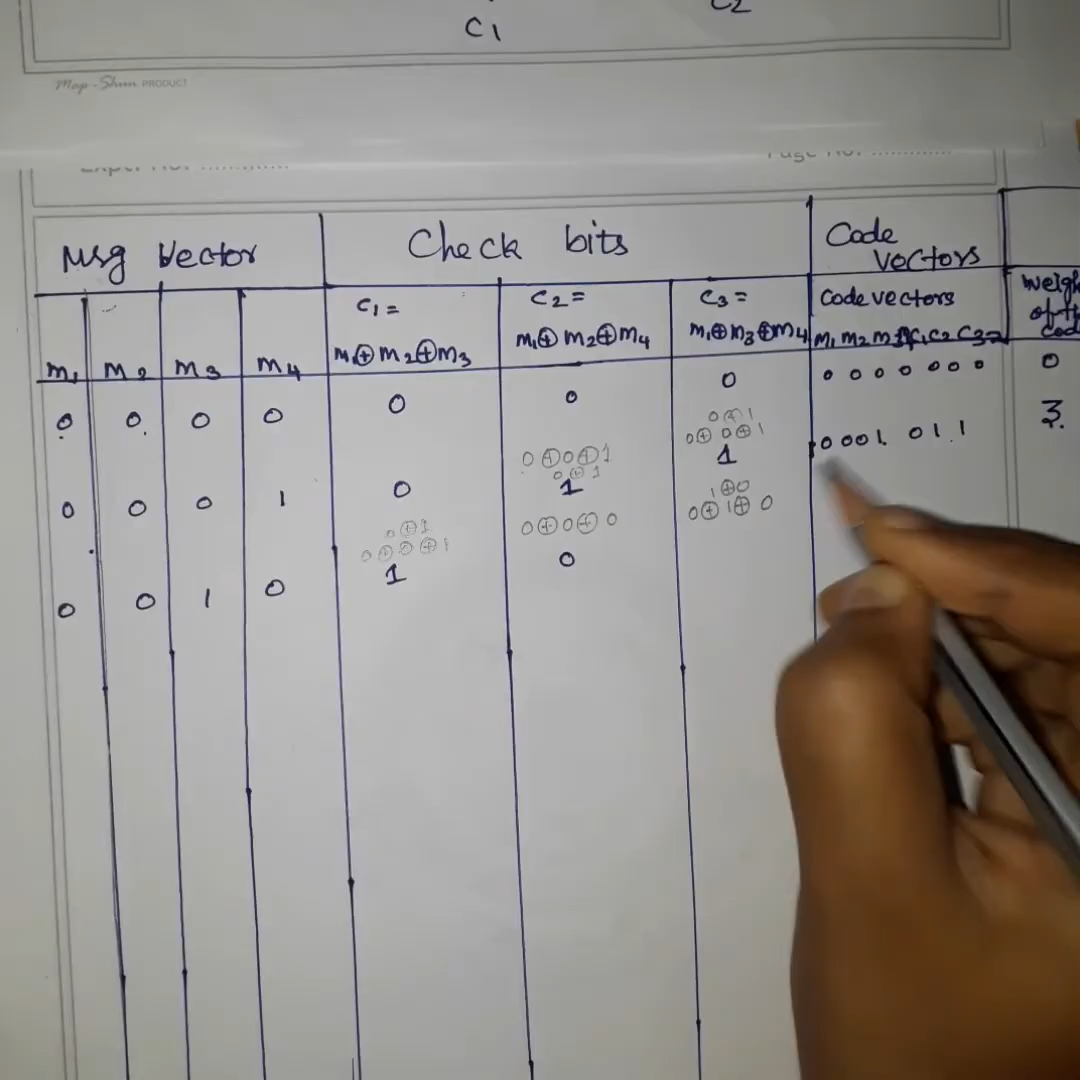 C1
C2
Map-Shun PRODUCT
Msg Vector
Check bits
Code
vectors
m1 m2 m3 m4
C1 =
m1⊕m2⊕m3
C2 =
m1⊕m2⊕m4
C3 =
m1⊕m3⊕m4
Code vectors
m1 m2 m3
C1 C2 C3
0 0 0 0 0 0 0 0 0 0 0 0 0 0 0
0⊕1
0⊕0⊕1
0⊕0⊕1
0⊕1
0 0 0 1 0 1 1 0 0 0 1 0 1 1 3
0⊕1
0⊕0⊕1
0⊕0⊕0
1⊕0
0⊕1⊕0
0 0 1 0 1 0